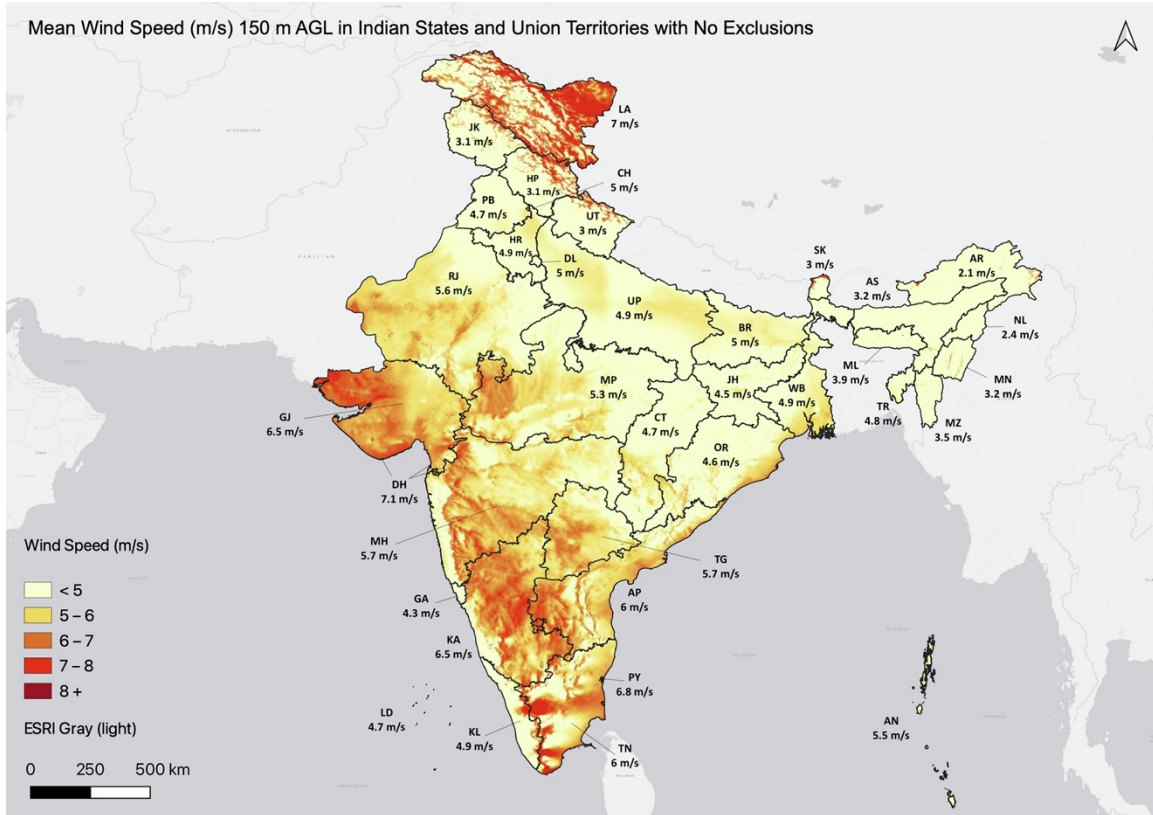 Mean Wind Speed (m/s) 150 m AGL in Indian States and Union Territories with No Exclusions
LA
7 m/s
JK
3.1 m/s
HP
3.1 m/s
CH
5 m/s
PB
4.7 m/s
UT
3 m/s
HR
4.9 m/s
DL
5 m/s
RJ
5.6 m/s
SK
3 m/s
AR
2.1 m/s
AS
3.2 m/s
UP
4.9 m/s
BR
5 m/s
NL
2.4 m/s
ML
3.9 m/s
MN
3.2 m/s
MP
5.3 m/s
JH
4.5 m/s
WB
4.9 m/s
TR
4.8 m/s
MZ
3.5 m/s
GJ
6.5 m/s
CT
4.7 m/s
OR
4.6 m/s
DH
7.1 m/s
MH
5.7 m/s
TG
5.7 m/s
GA
4.3 m/s
AP
6 m/s
KA
6.5 m/s
PY
6.8 m/s
LD
4.7 m/s
KL
4.9 m/s
TN
6 m/s
AN
5.5 m/s
Wind Speed (m/s)
< 5
5 – 6
6 – 7
7 – 8
8 +
ESRI Gray (light)
0 250 500 km
PAKISTAN
AFGHANISTAN